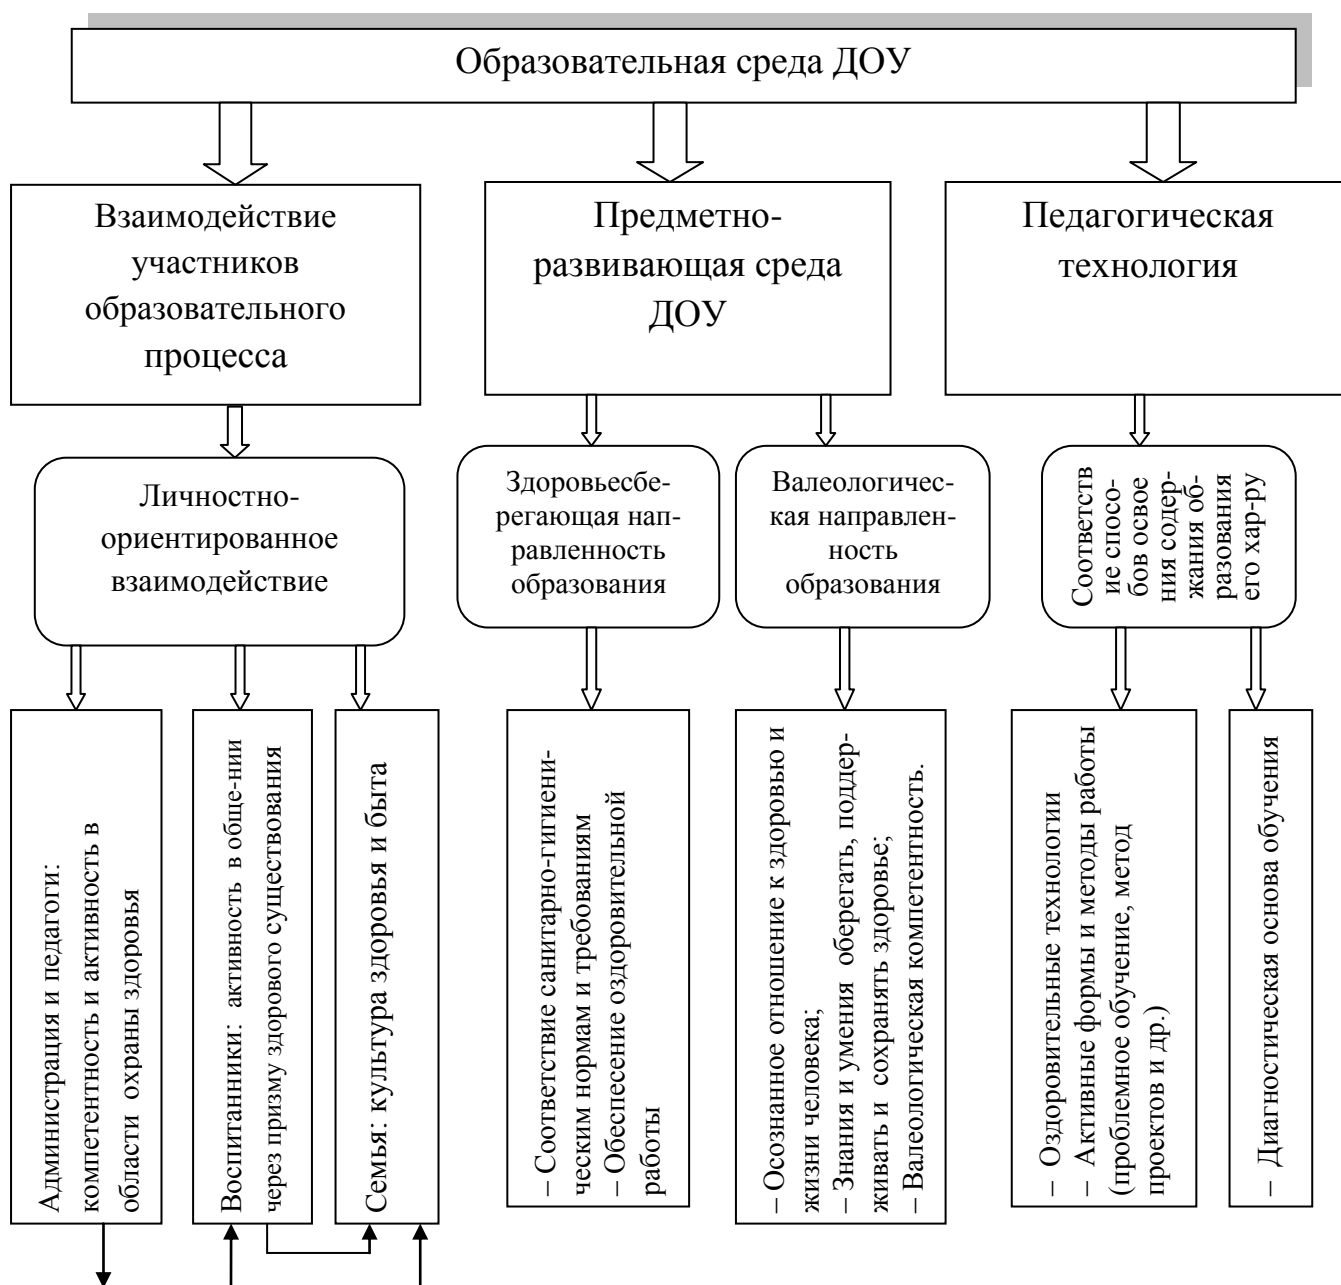 Образовательная среда ДОУ
Взаимодействие
участников
образовательного
процесса
Предметно-
развивающая среда
ДОУ
Педагогическая
технология
Личностно-
ориентированное
взаимодействие
Здоровьесбе-
регающая нап-
равленность
образования
Валеологичес-
кая направлен-
ность
образования
Соответств
ие спосо-
бов освое
ния содер-
жания об-
разования
его хар-ру
Администрация и педагоги:
компетентность и активность в
области охраны здоровья
Воспитанники: активность в обще-нии
через призму здорового существования
Семья: культура здоровья и быта
– Соответствие санитарно-гигиени-
ческим нормам и требованиям
– Обеспесение оздоровительной
работы
– Осознанное отношение к здоровью и
жизни человека;
– Знания и умения оберегать, поддер-
живать и сохранять здоровье;
– Валеологическая компетентность.
– Оздоровительные технологии
– Активные формы и методы работы
(проблемное обучение, метод
проектов и др.)
– Диагностическая основа обучения